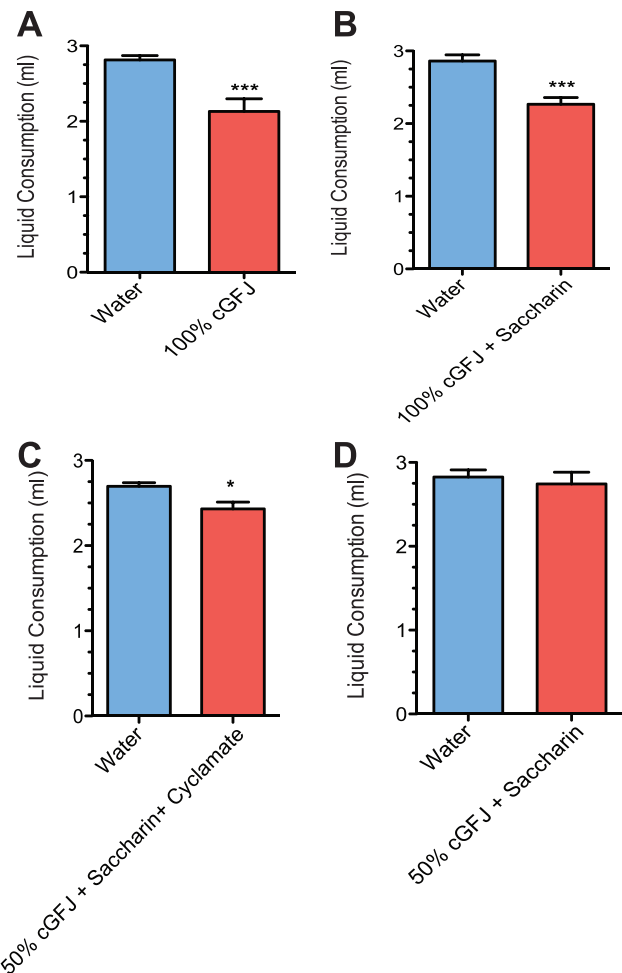 A
Liquid Consumption (ml)
3
2
1
0
***
Water
100% cGFJ
B
Liquid Consumption (ml)
3
2
1
0
***
Water
100% cGFJ + Saccharin
C
Liquid Consumption (ml)
3
2
1
0
*
Water
50% cGFJ + Saccharin+ Cyclamate
D
Liquid Consumption (ml)
3
2
1
0
Water
50% cGFJ + Saccharin